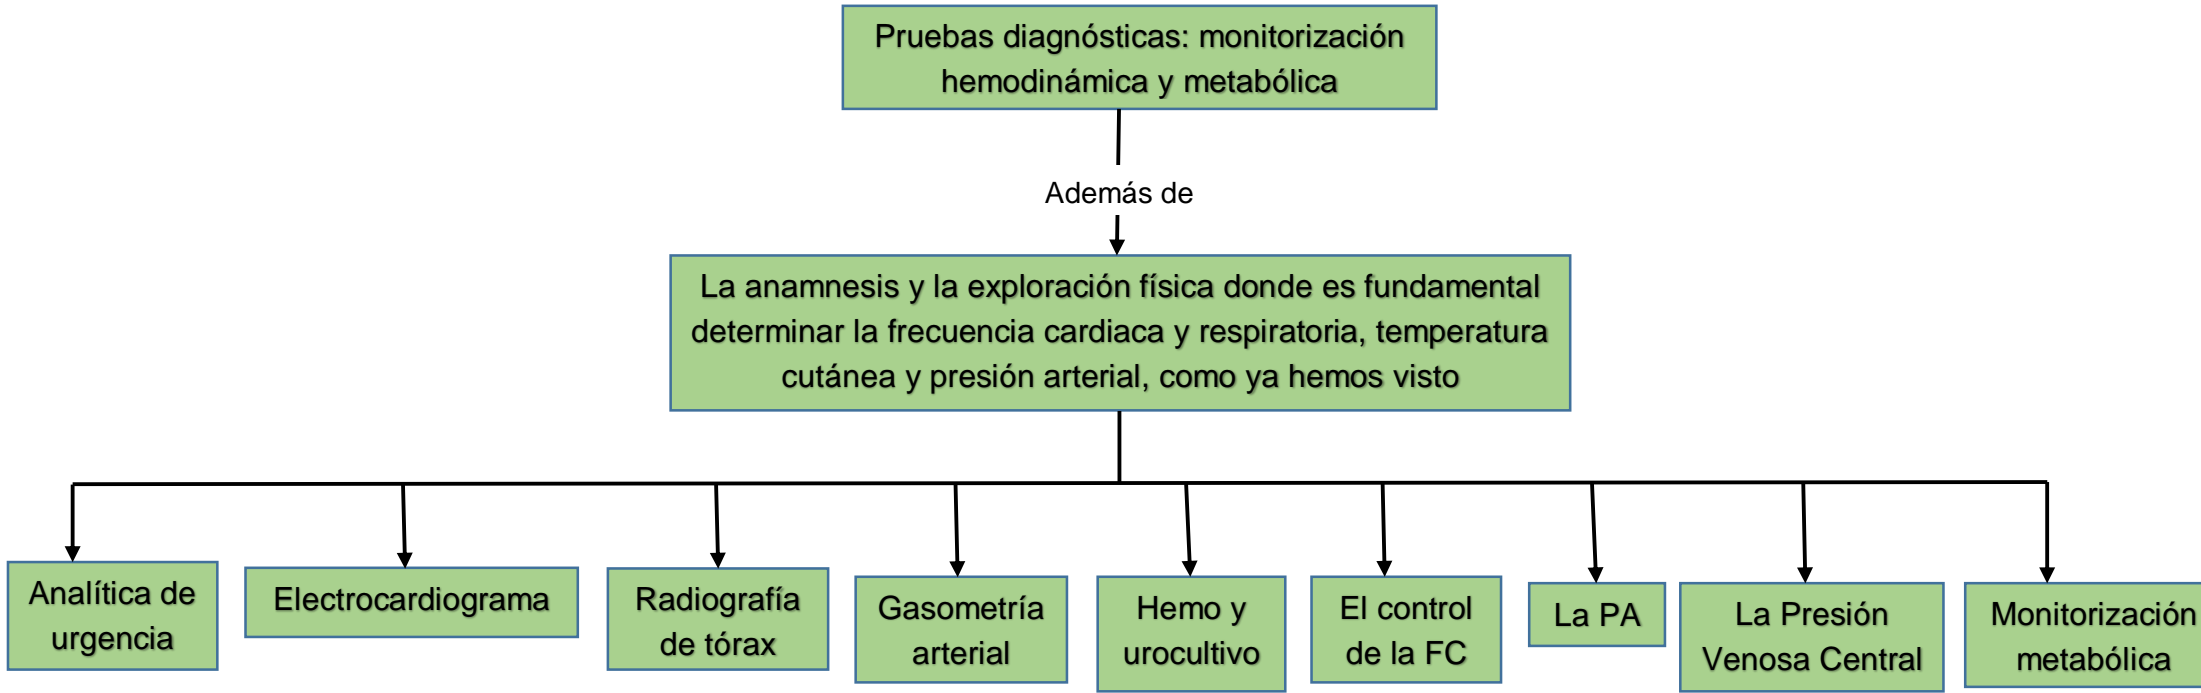 Pruebas diagnósticas: monitorización
hemodinámica y metabólica
Además de
La anamnesis y la exploración física donde es fundamental
determinar la frecuencia cardiaca y respiratoria, temperatura
cutánea y presión arterial, como ya hemos visto
Analítica de
urgencia
Electrocardiograma
Radiografía
de tórax
Gasometría
arterial
Hemo y
urocultivo
El control
de la FC
La PA
La Presión
Venosa Central
Monitorización
metabólica